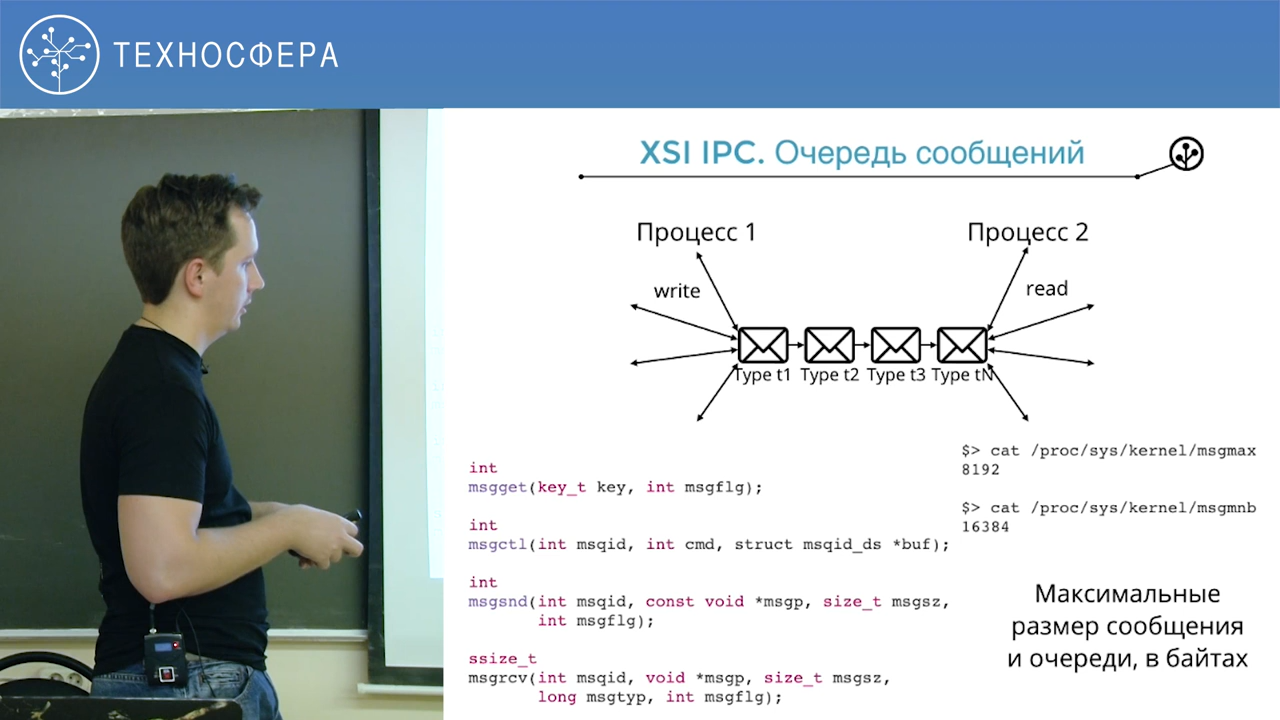 ТЕХНОСФЕРА
XSI IPC. Очередь сообщений
Процесс 1
Процесс 2
write
read
Type t1
Type t2
Type t3
Type tN
$> cat /proc/sys/kernel/msgmax
8192
$> cat /proc/sys/kernel/msgmnb
16384
int
msgget(key_t key, int msgflg);
int
msgctl(int msqid, int cmd, struct msqid_ds *buf);
int
msgsnd(int msqid, const void *msgp, size_t msgsz,
int msgflg);
ssize_t
msgrcv(int msqid, void *msgp, size_t msgsz,
long msgtyp, int msgflg);
Максимальные
размер сообщения
и очереди, в байтах